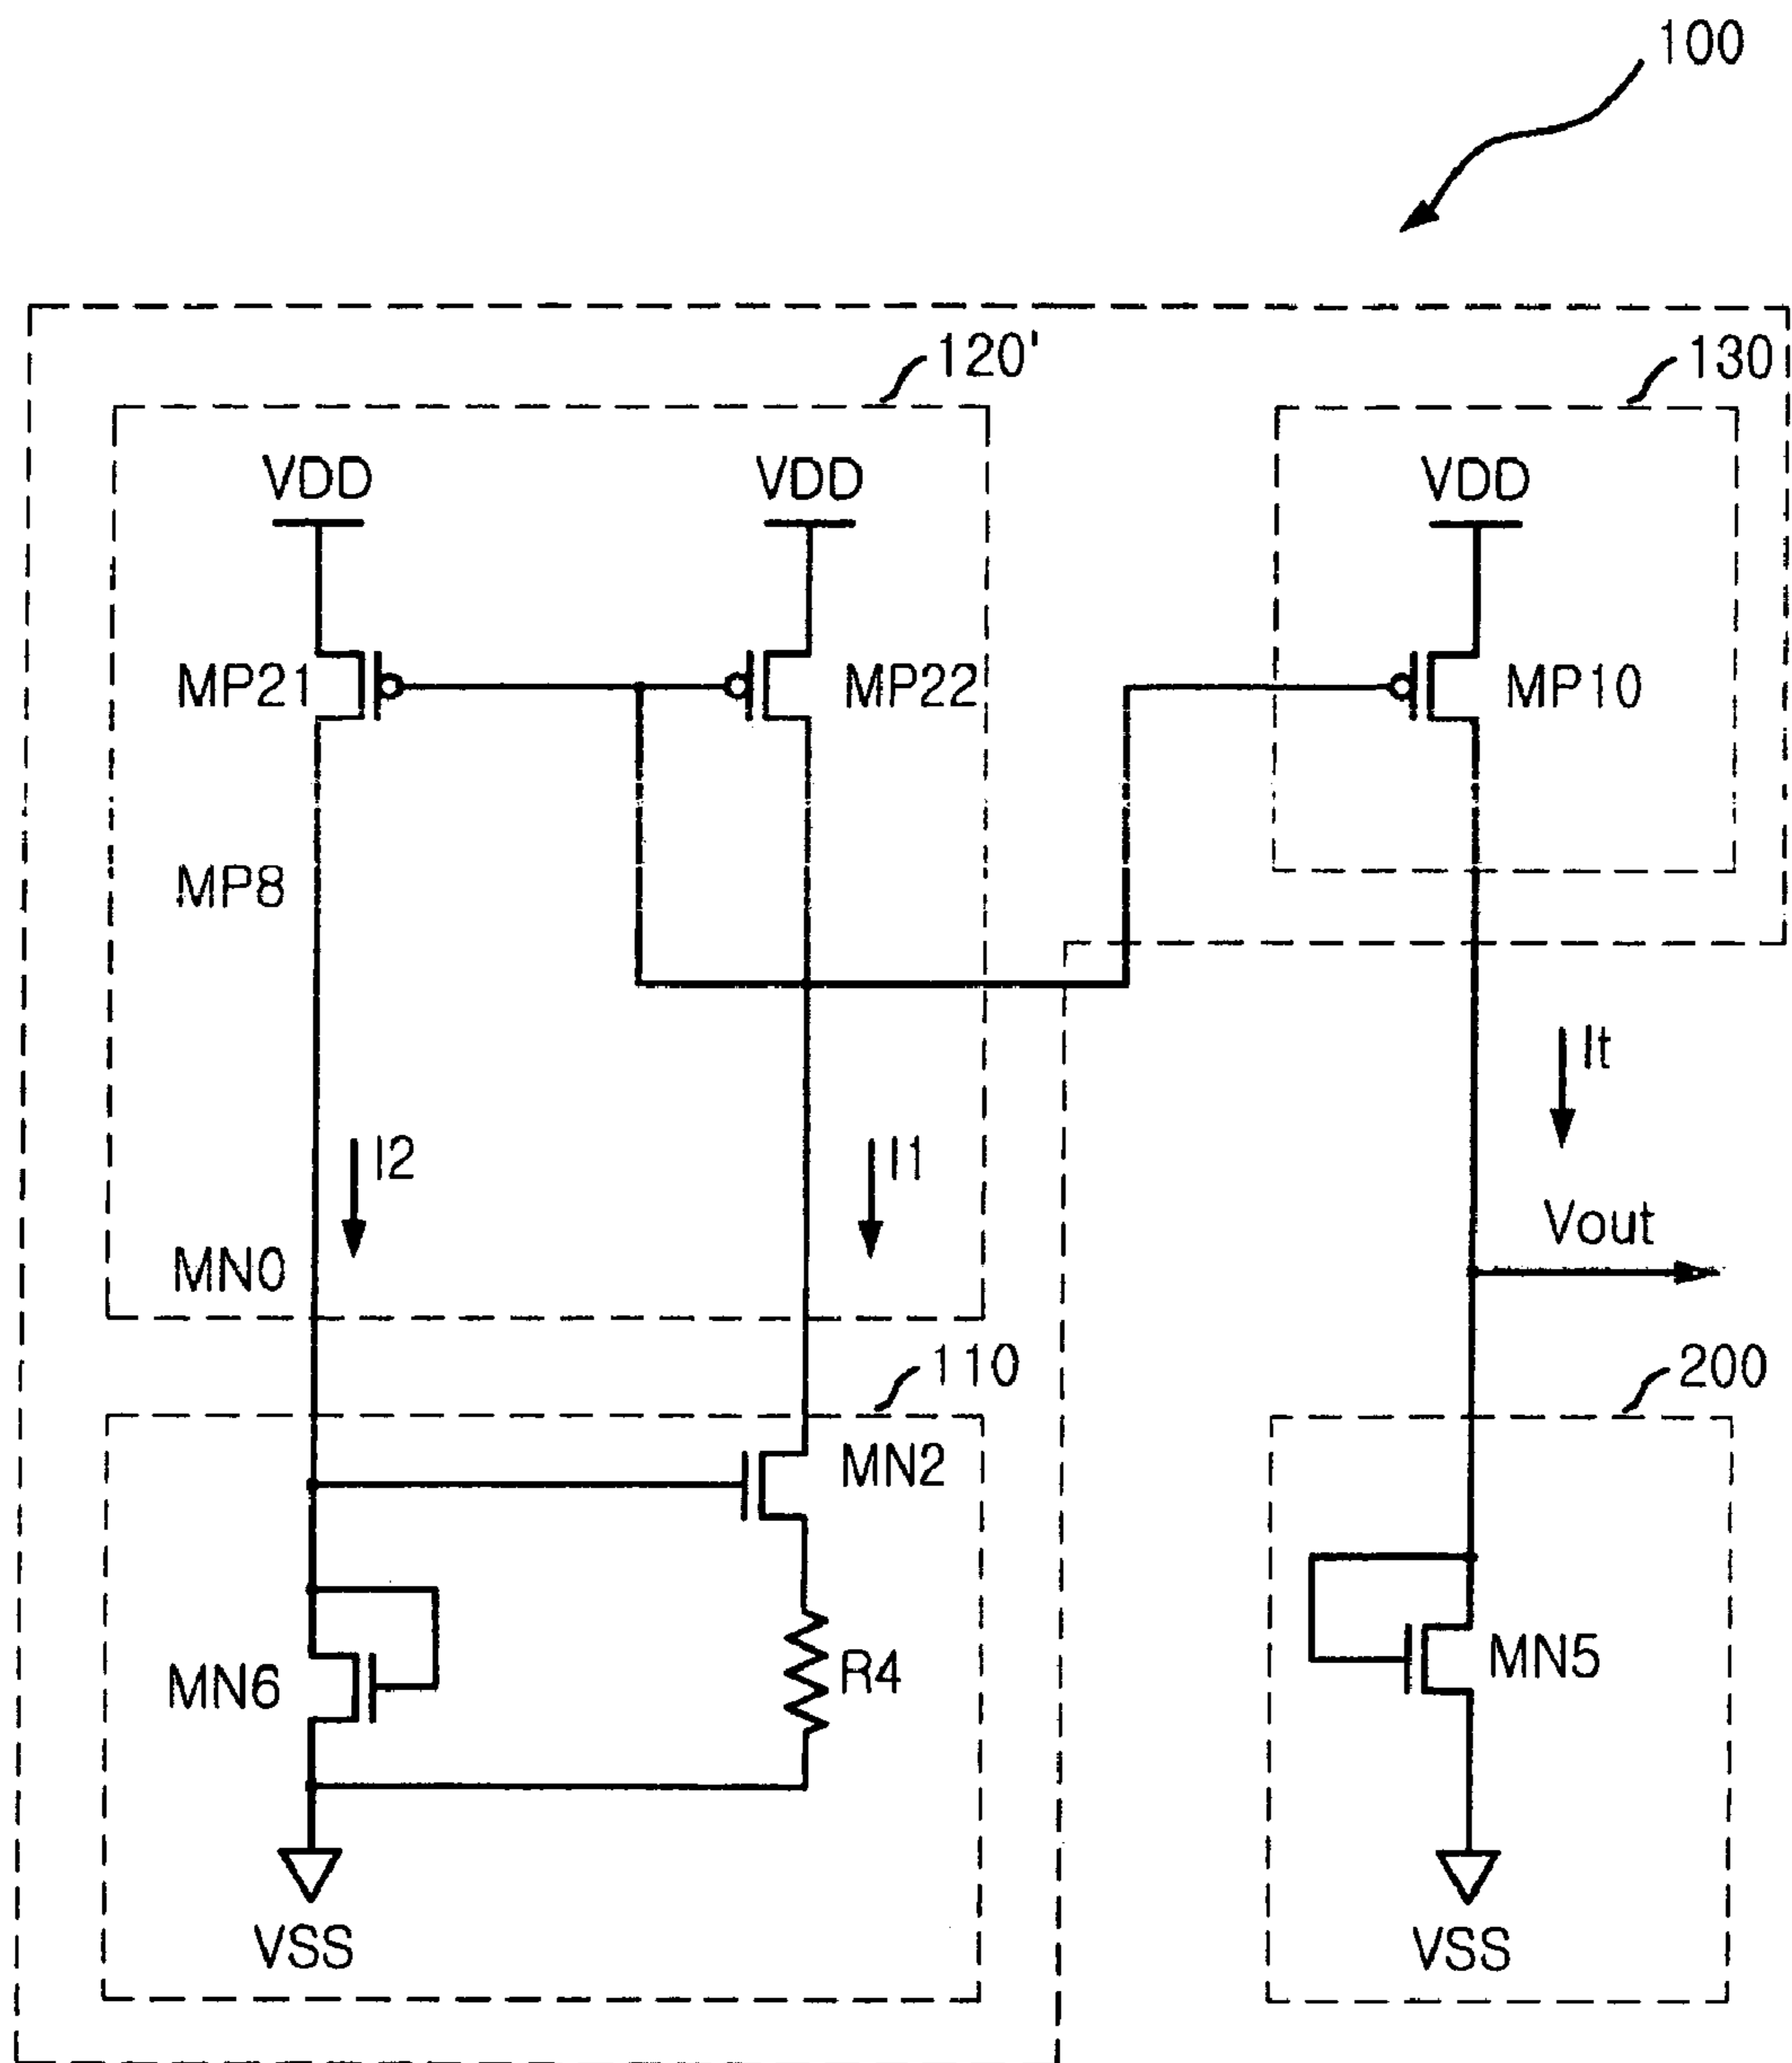 100
120'
130
VDD
VDD
VDD
MP21
MP22
MP10
MP8
It
I2
I1
Vout
MN0
110
200
MN2
MN6
R4
MN5
VSS
VSS